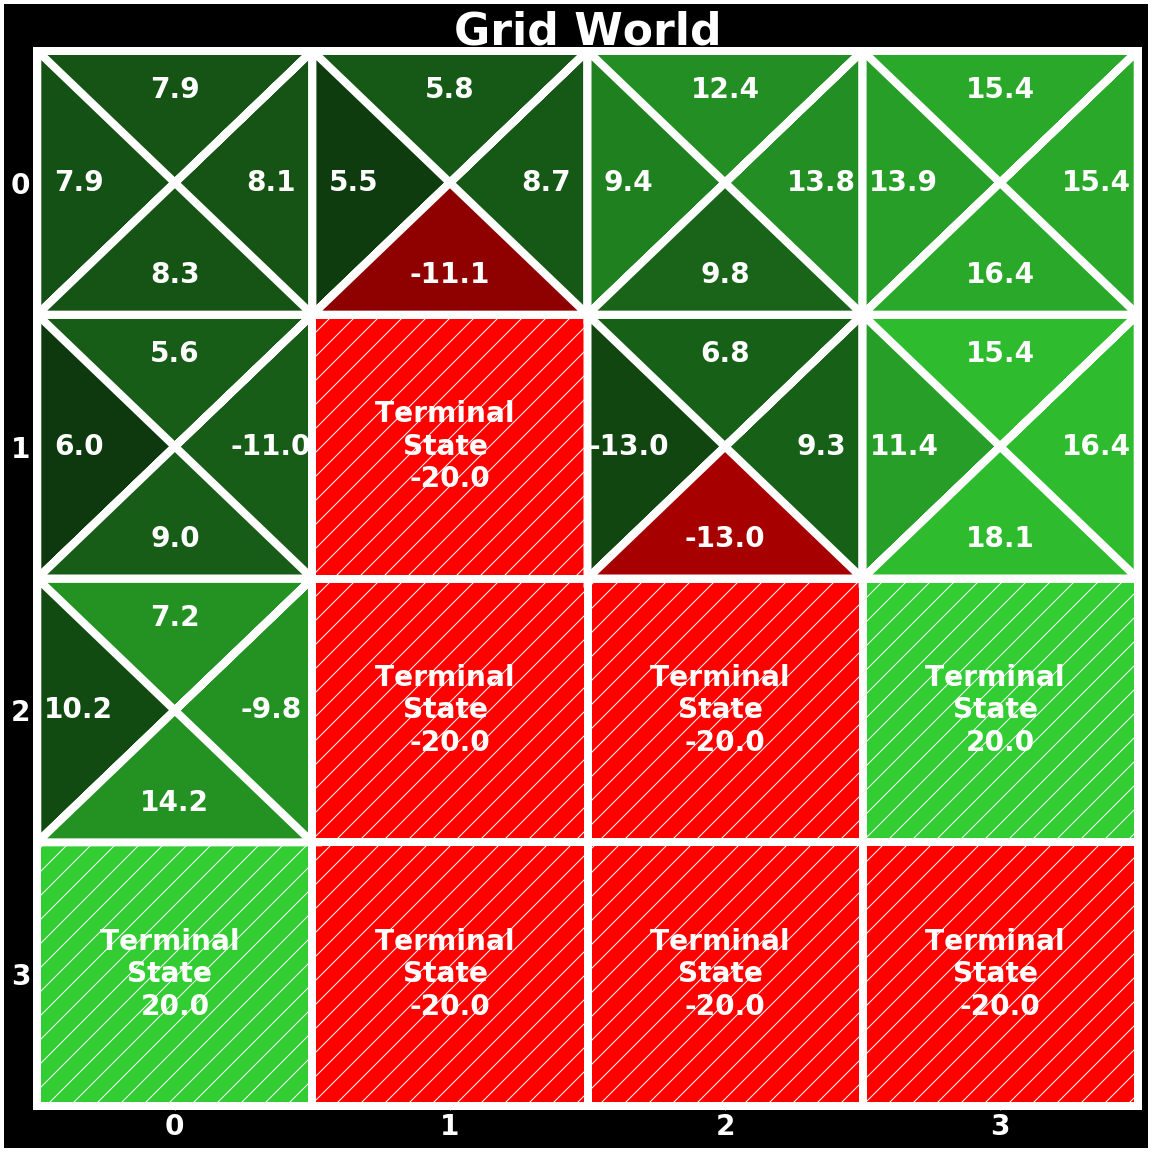 Grid World
7.9 5.8 12.4 15.4
0 7.9 8.1 5.5 8.7 9.4 13.8 13.9 15.4
8.3 -11.1 9.8 16.4
5.6 6.8 15.4
Terminal
1 6.0 -11.0 State -13.0 9.3 11.4 16.4
-20.0
9.0 -13.0 18.1
7.2
Terminal Terminal Terminal
2 10.2 -9.8 State State State
-20.0 -20.0 20.0
14.2
Terminal Terminal Terminal Terminal
3 State State State State
20.0 -20.0 -20.0 -20.0
0 1 2 3